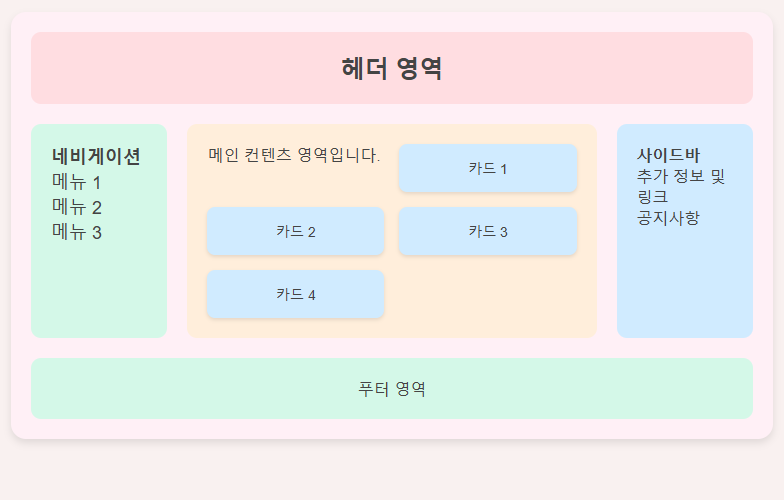 헤더 영역
네비게이션
메뉴 1
메뉴 2
메뉴 3
메인 컨텐츠 영역입니다.
카드 1
카드 2
카드 3
카드 4
사이드바
추가 정보 및
링크
공지사항
푸터 영역